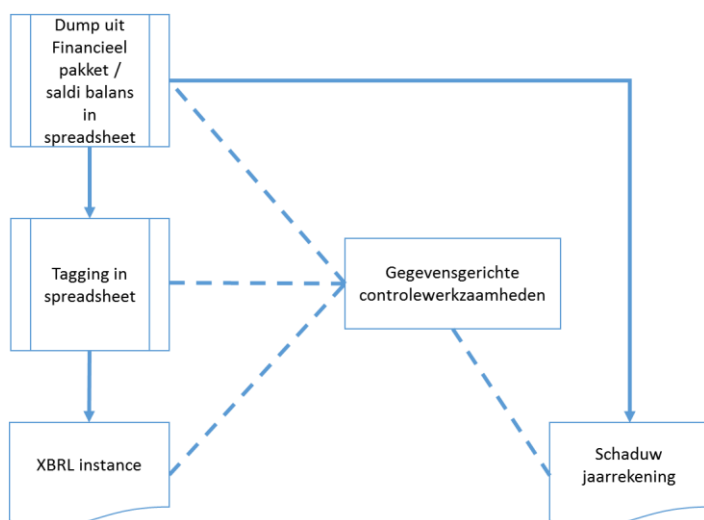 Dump uit
Financieel
pakket /
saldi balans
in
spreadsheet
Tagging in
spreadsheet
Gegevensgerichte
controlewerkzaamheden
XBRL instance
Schaduw
jaarrekening